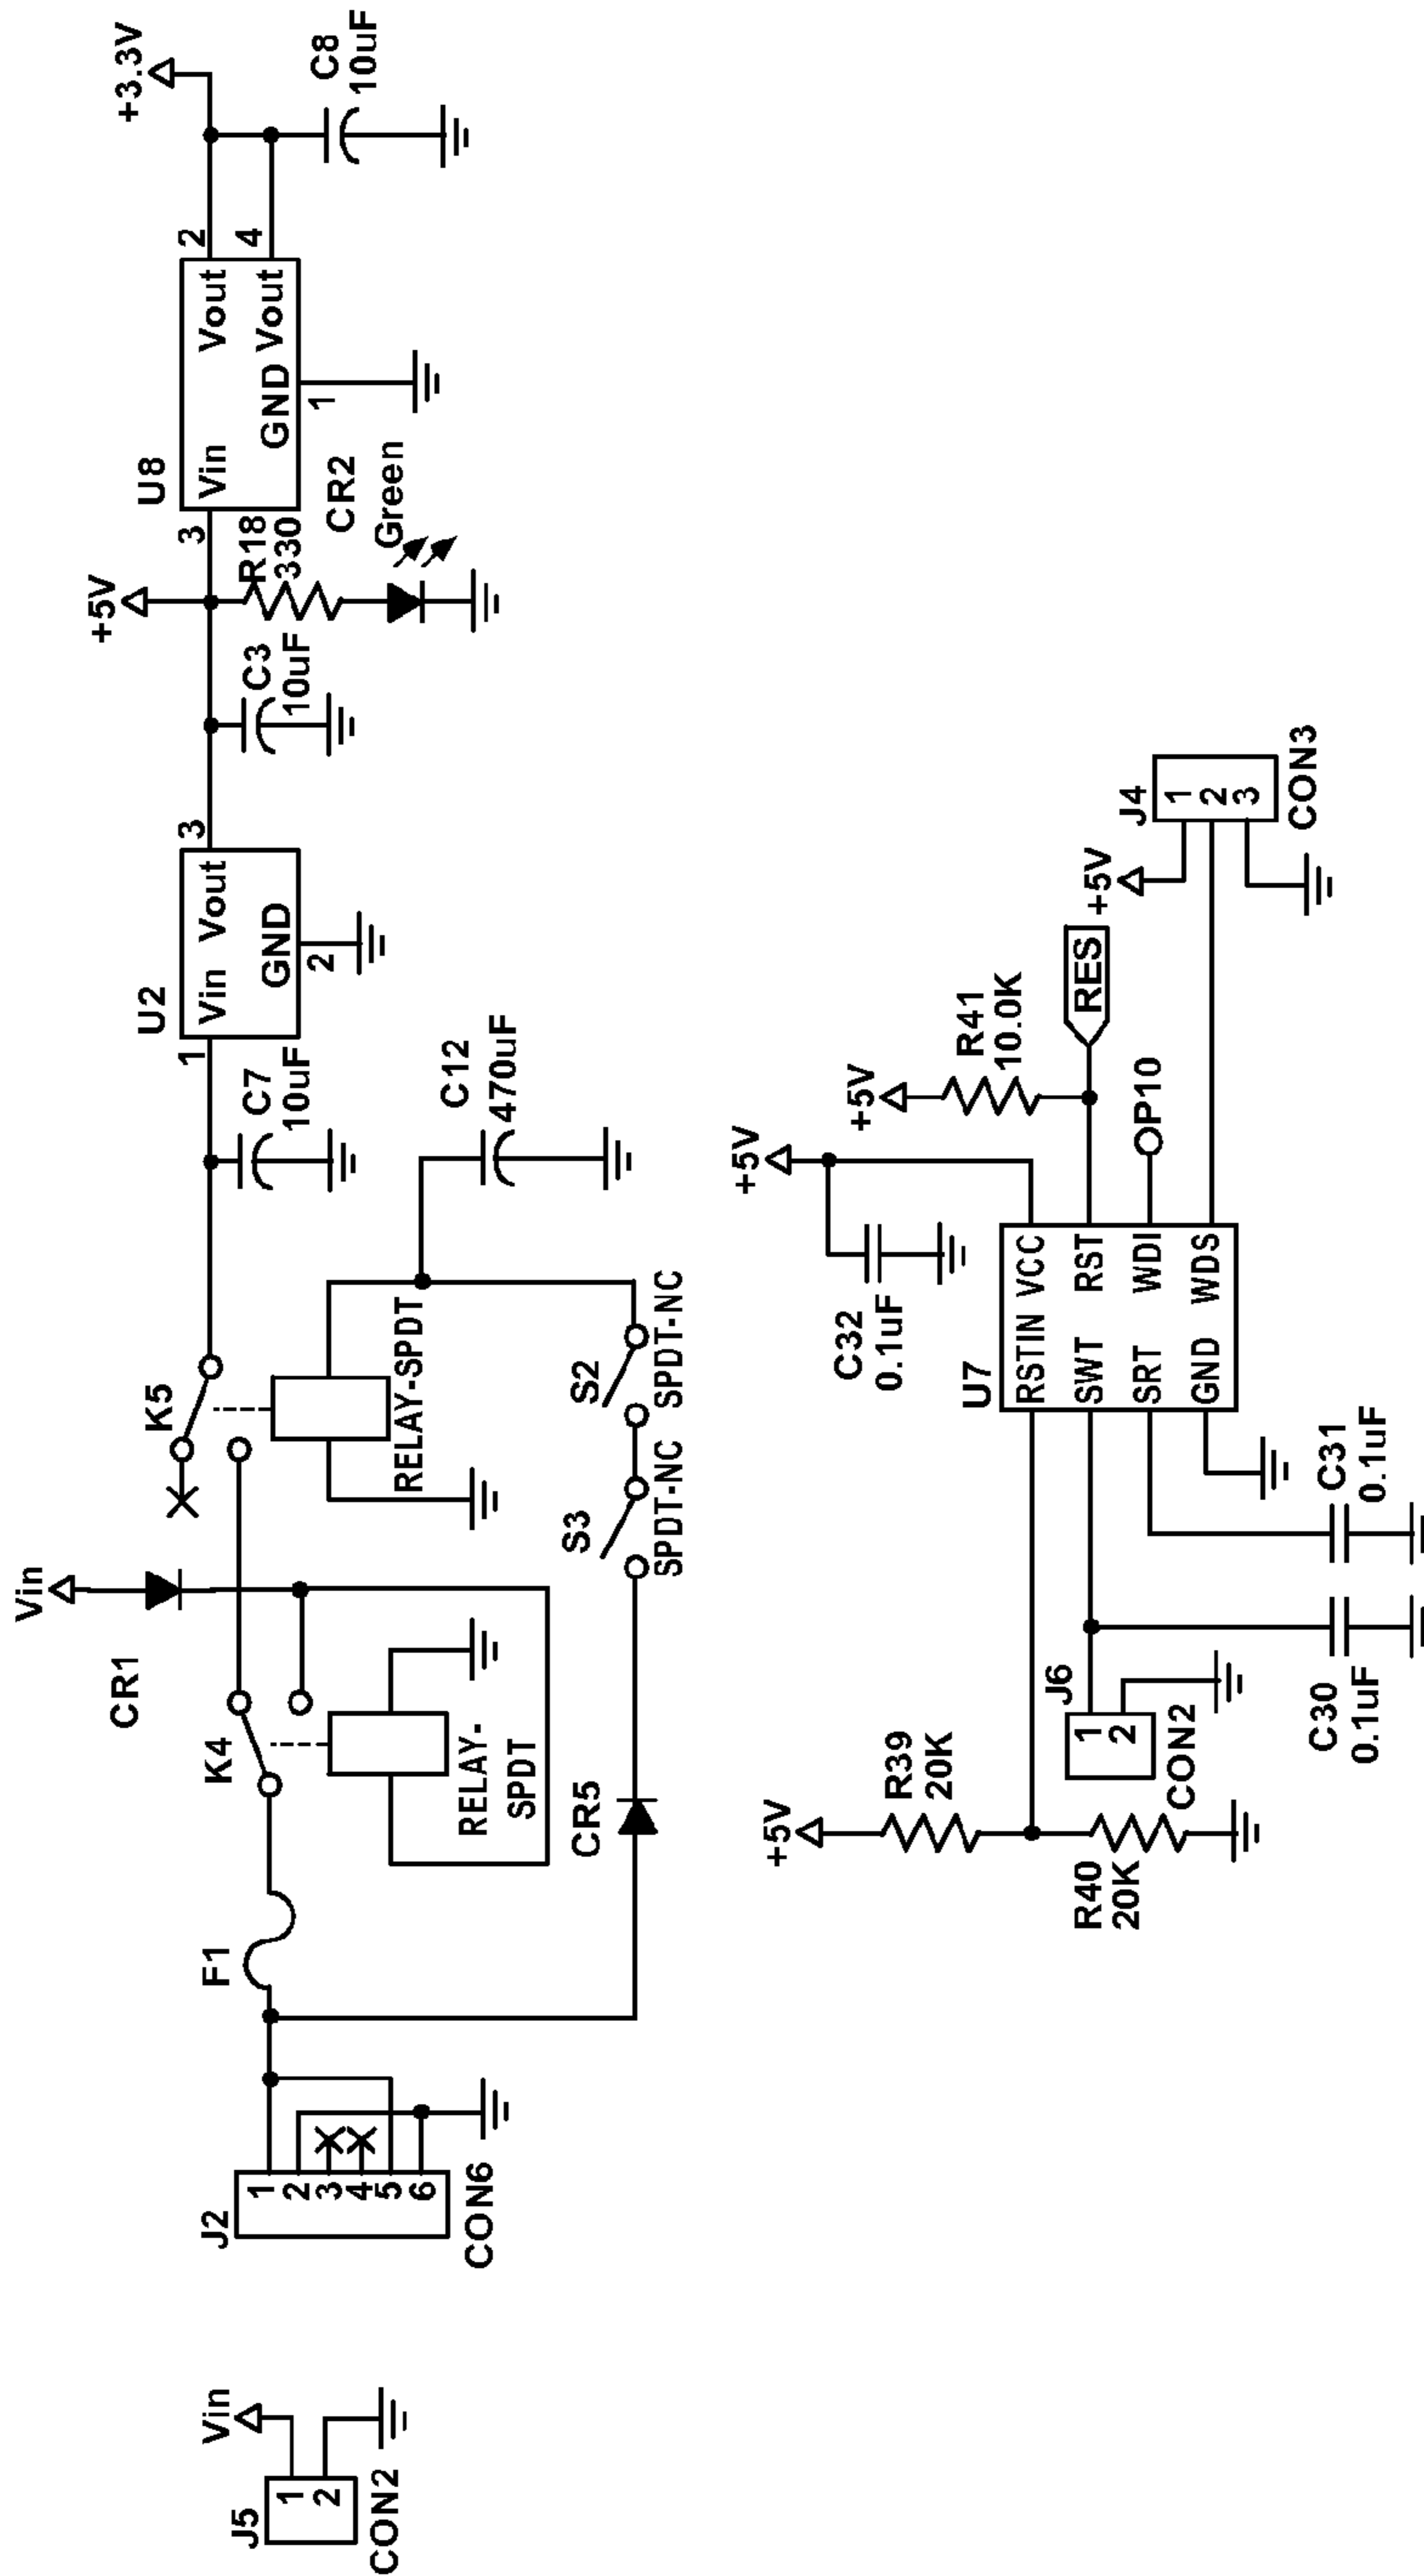 J5
1
2
CON2
Vin
J2
1
2
3
4
5
6
CON6
F1
K4
RELAY-
SPDT
CR1
Vin
K5
RELAY-SPDT
CR5
S3
SPDT-NC
S2
SPDT-NC
C12
470uF
C7
10uF
U2
1
Vin Vout
3
GND
2
C3
10uF
+5V
R18
330
CR2
Green
U8
3
Vin Vout
2
GND Vout
4
1
+3.3V
C8
10uF
+5V
R39
20K
R40
20K
J6
1
2
CON2
C30
0.1uF
C31
0.1uF
C32
0.1uF
+5V
U7
RSTIN VCC
SWT RST
SRT WDI
GND WDS
+5V
R41
10.0K
RES
P10
+5V
J4
1
2
3
CON3